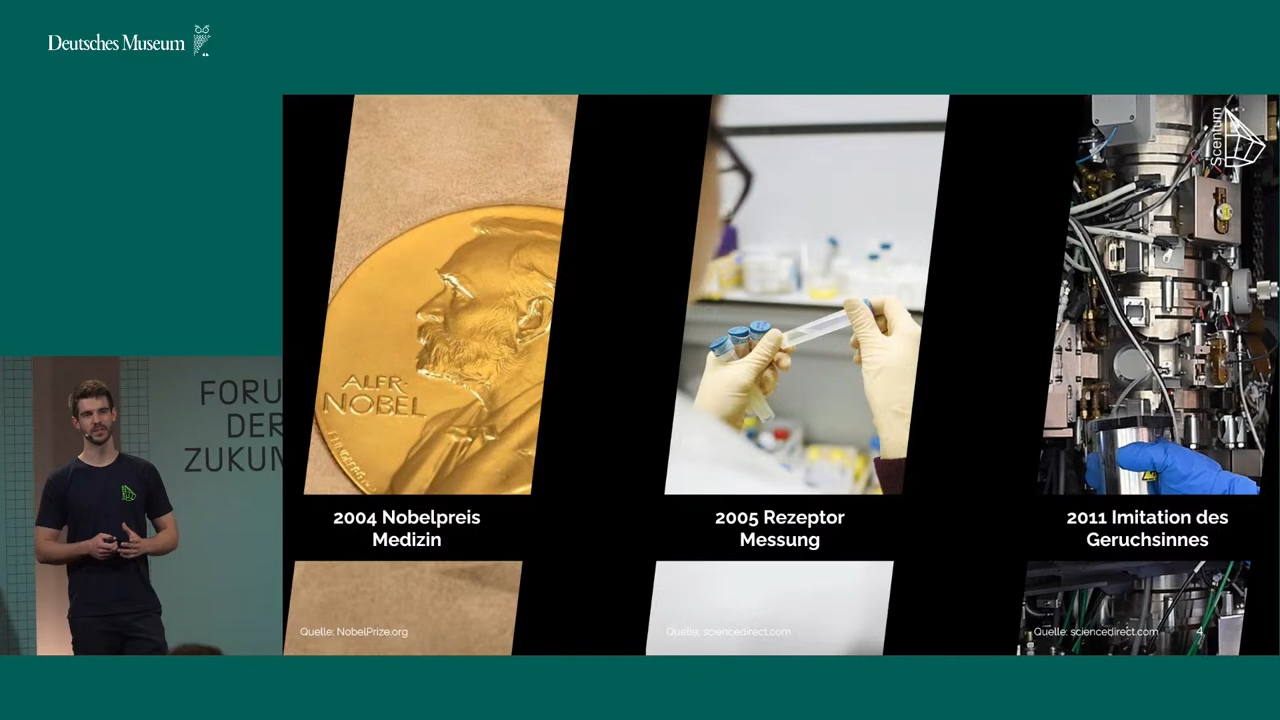 Deutsches Museum
Scentum
ALFR·
NOBEL
FORU
DER
ZUKUN
2004 Nobelpreis
Medizin
2005 Rezeptor
Messung
2011 Imitation des
Geruchsinnes
Quelle: NobelPrize.org
Quelle: sciencedirect.com
Quelle: sciencedirect.com
4